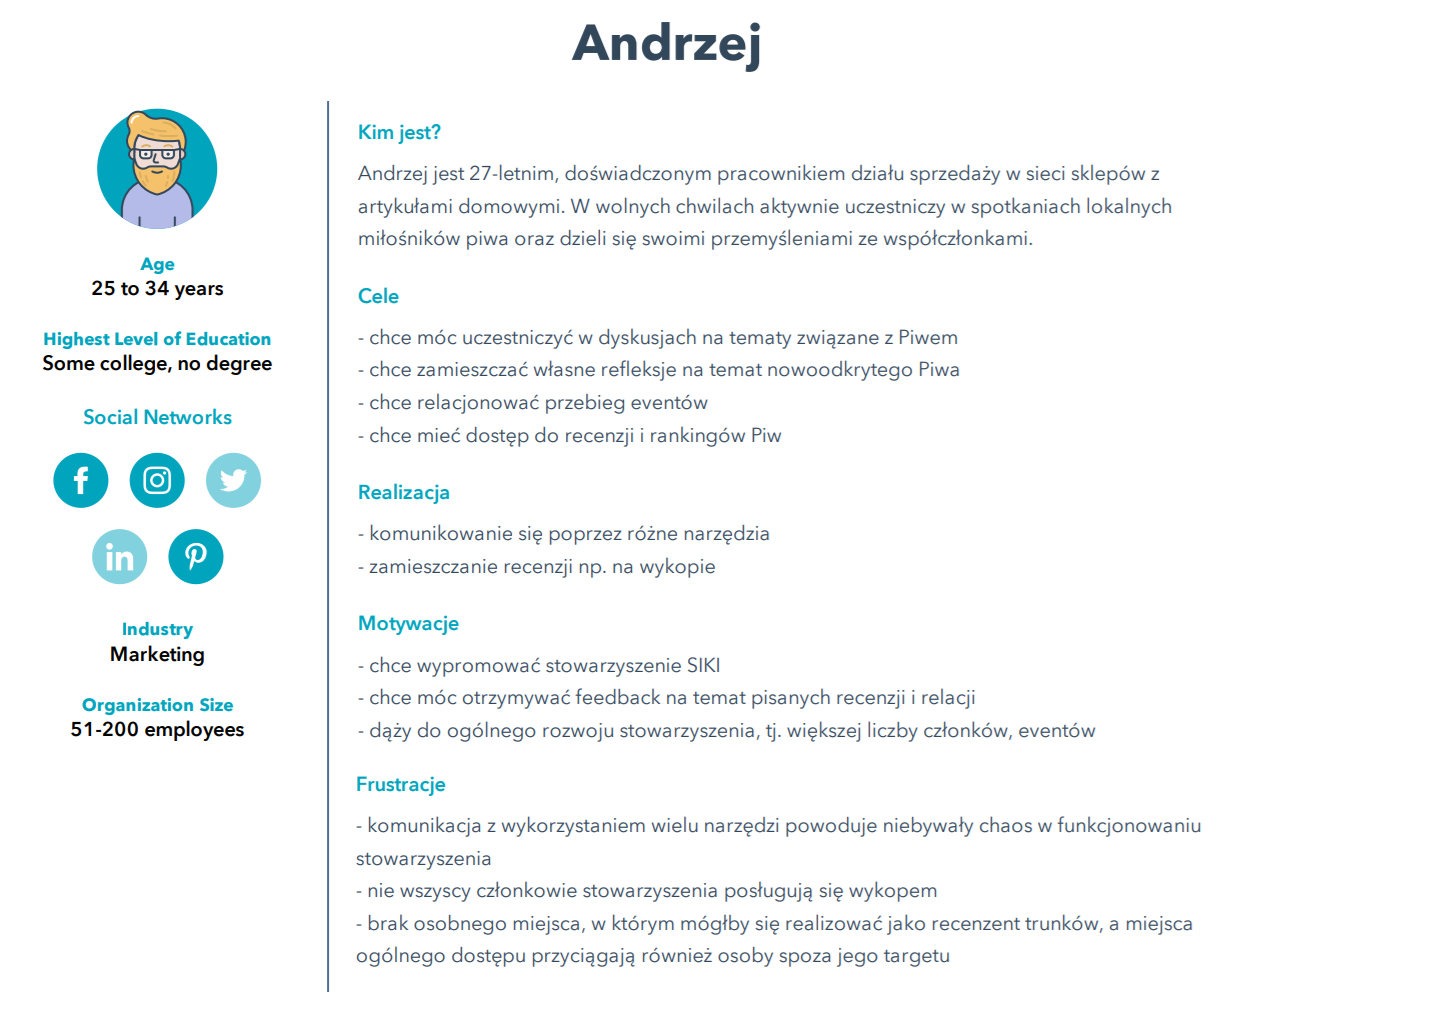 Andrzej
Age
25 to 34 years
Highest Level of Education
Some college, no degree
Social Networks
Industry
Marketing
Organization Size
51-200 employees
Kim jest?
Andrzej jest 27-letnim, doświadczonym pracownikiem działu sprzedaży w sieci sklepów z
artykułami domowymi. W wolnych chwilach aktywnie uczestniczy w spotkaniach lokalnych
miłośników piwa oraz dzieli się swoimi przemyśleniami ze współczłonkami.
Cele
- chce móc uczestniczyć w dyskusjach na tematy związane z Piwem
- chce zamieszczać własne refleksje na temat nowoodkrytego Piwa
- chce relacjonować przebieg eventów
- chce mieć dostęp do recenzji i rankingów Piw
Realizacja
- komunikowanie się poprzez różne narzędzia
- zamieszczanie recenzji np. na wykopie
Motywacje
- chce wypromować stowarzyszenie SIKI
- chce móc otrzymywać feedback na temat pisanych recenzji i relacji
- dąży do ogólnego rozwoju stowarzyszenia, tj. większej liczby członków, eventów
Frustracje
- komunikacja z wykorzystaniem wielu narzędzi powoduje niebywały chaos w funkcjonowaniu
stowarzyszenia
- nie wszyscy członkowie stowarzyszenia posługują się wykopem
- brak osobnego miejsca, w którym mógłby się realizować jako recenzent trunków, a miejsca
ogólnego dostępu przyciągają również osoby spoza jego targetu